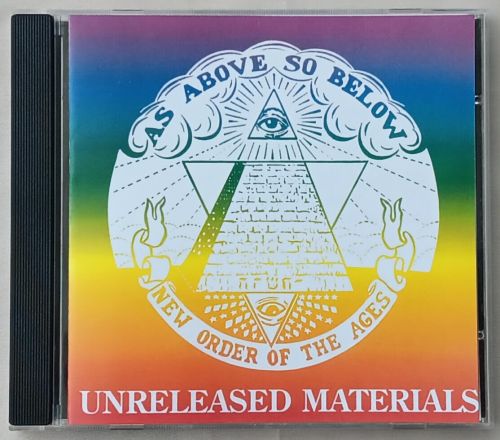 AS ABOVE SO BELOW
NEW ORDER OF THE AGES
UNRELEASED MATERIALS